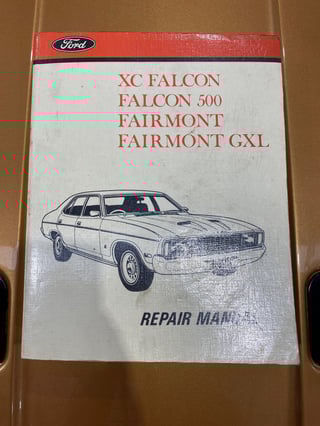 Ford
XC FALCON
FALCON 500
FAIRMONT
FAIRMONT GXL
REPAIR MANUAL